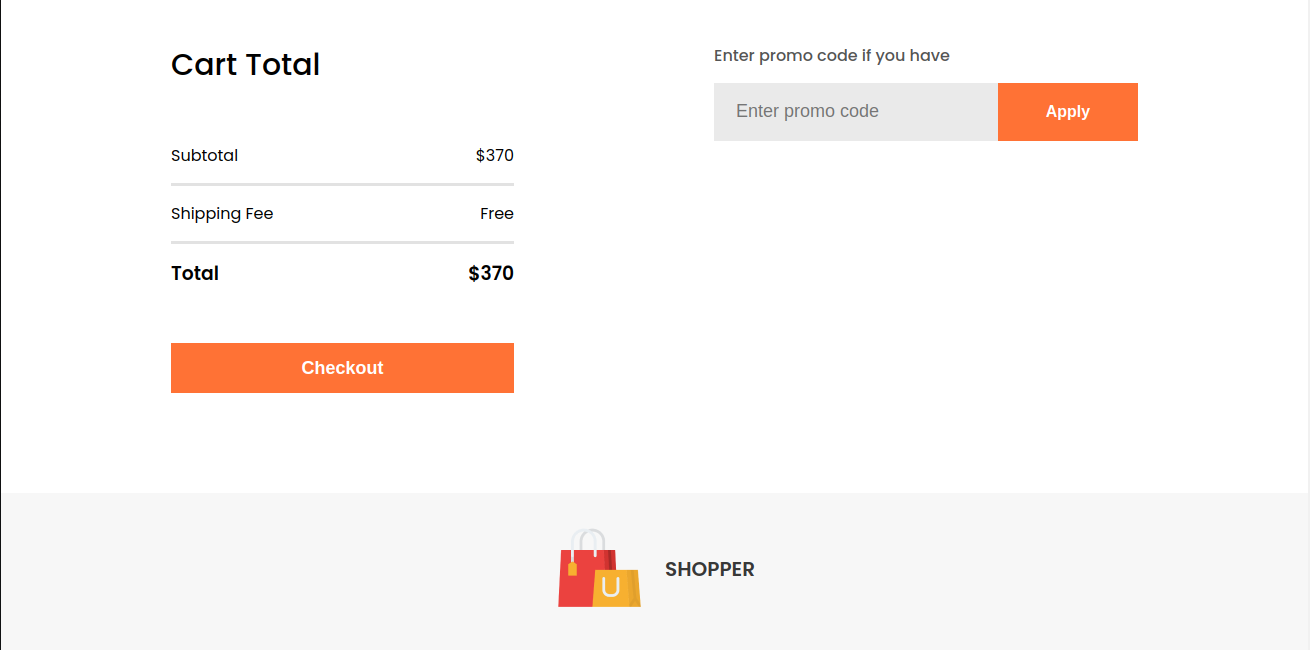 Cart Total
Subtotal $370
Shipping Fee Free
Total $370
Checkout
Enter promo code if you have
Enter promo code Apply
SHOPPER